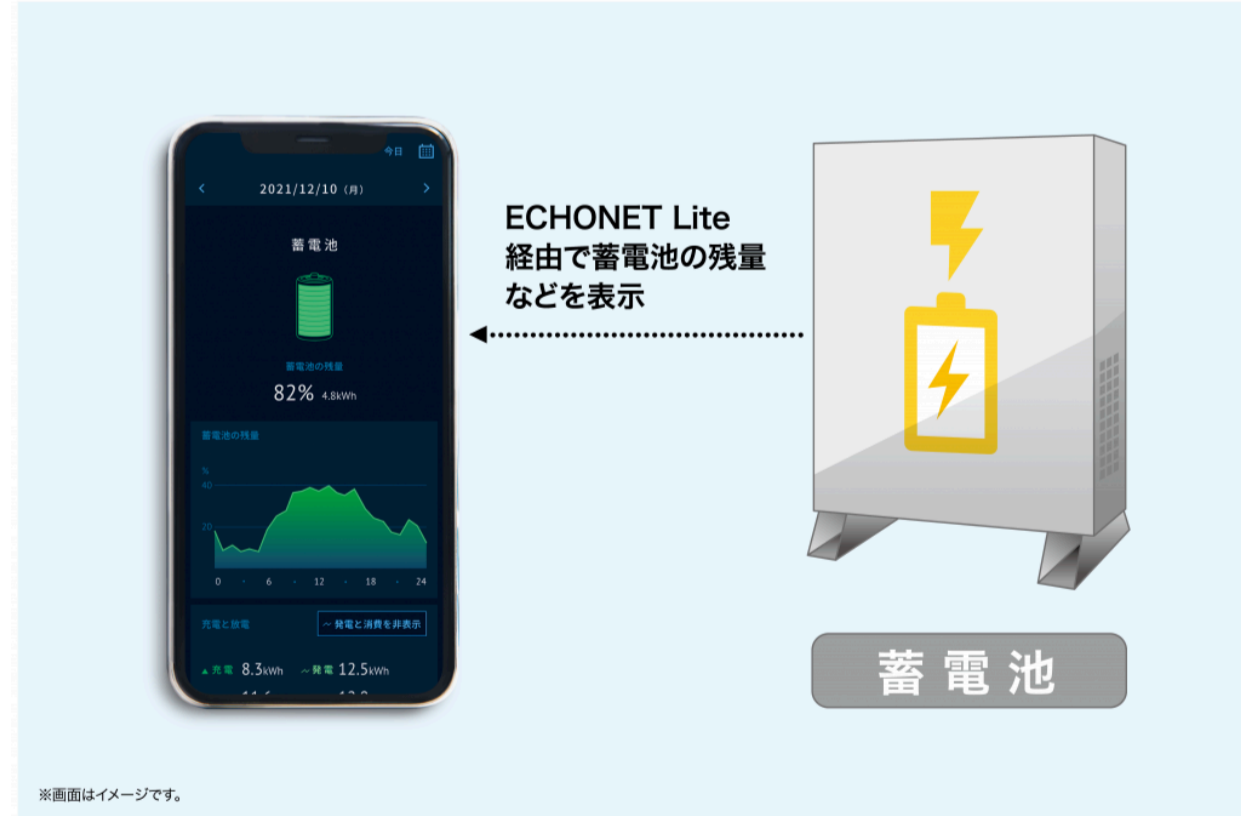 今日
2021/12/10（月）
蓄電池
蓄電池の残量
82% 4.8kWh
蓄電池の残量
%
40
20
0 ・ 6 ・ 12 ・ 18 ・ 24
充電と放電
～発電と消費を非表示
▲充電 8.3kWh ～発電 12.5kWh
ECHONET Lite
経由で蓄電池の残量
などを表示
蓄電池
※画面はイメージです。